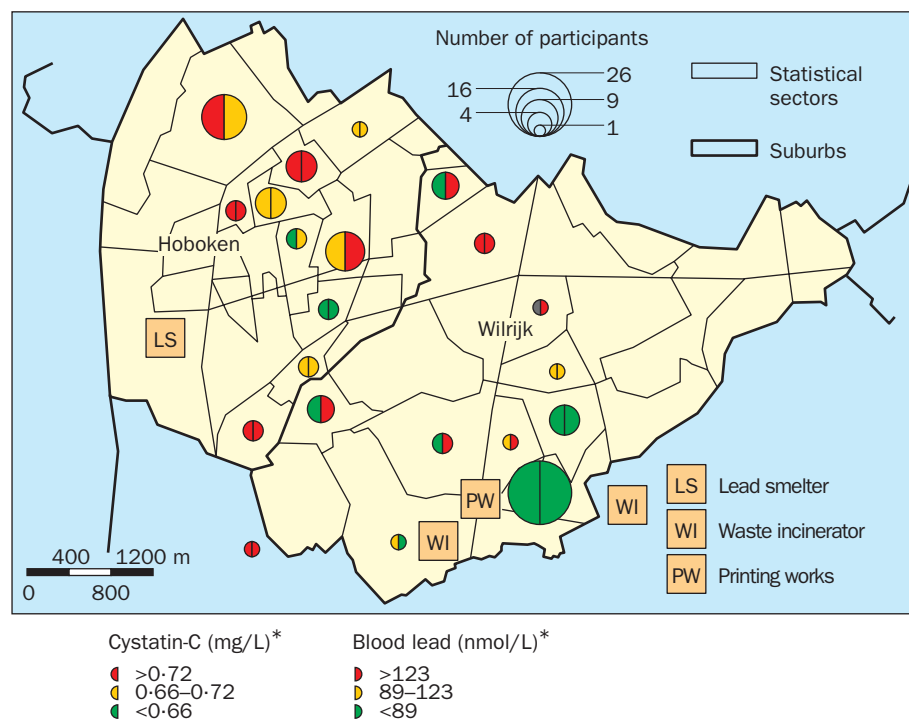 Number of participants
26
16
9
4
1
Statistical
sectors
Suburbs
Hoboken
Wilrijk
LS
PW
WI
WI
LS Lead smelter
WI Waste incinerator
PW Printing works
400 1200 m
0 800
Cystatin-C (mg/L)*
>0·72
0·66–0·72
<0·66
Blood lead (nmol/L)*
>123
89–123
<89